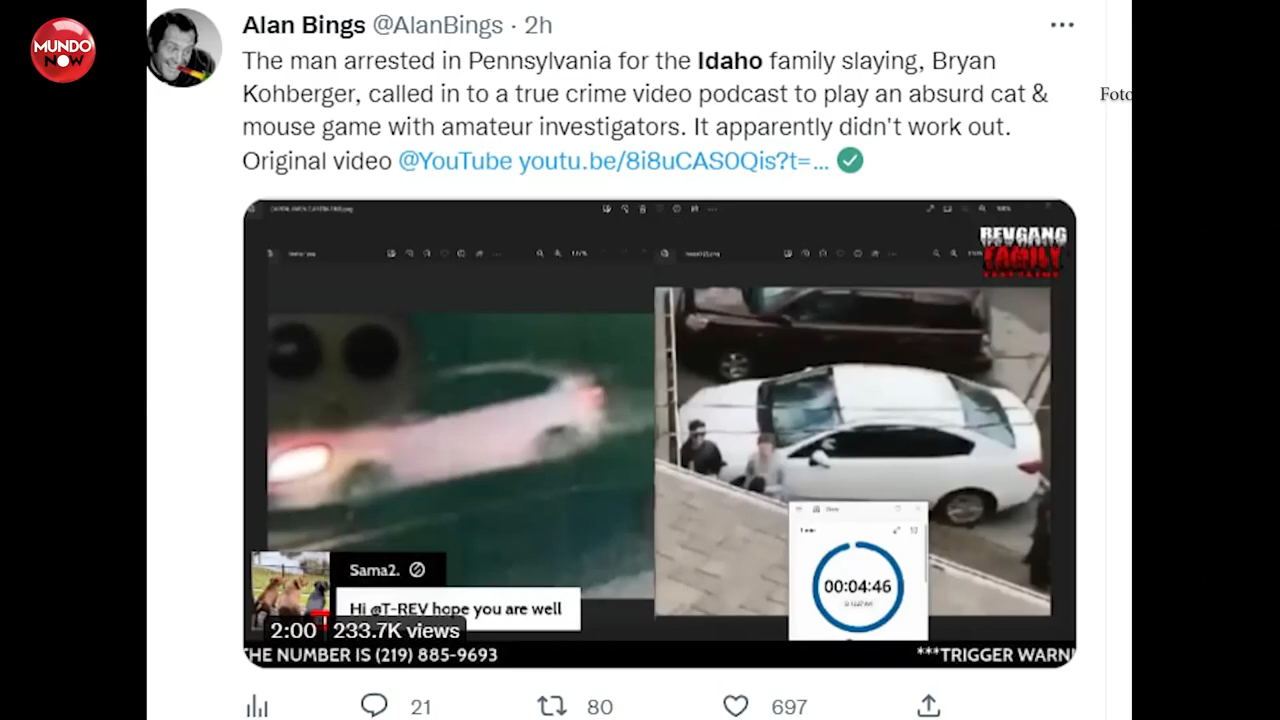 MUNDO
NOW
Alan Bings @AlanBings · 2h
The man arrested in Pennsylvania for the Idaho family slaying, Bryan
Kohberger, called in to a true crime video podcast to play an absurd cat &
mouse game with amateur investigators. It apparently didn't work out.
Original video @YouTube youtu.be/8i8uCAS0Qis?t=...
Foto
REVGANG
FAMILY
00:04:46
Sama2.
Hi @T-REV hope you are well
2:00 233.7K views
HE NUMBER IS (219) 885-9693
***TRIGGER WARN
21
80
697